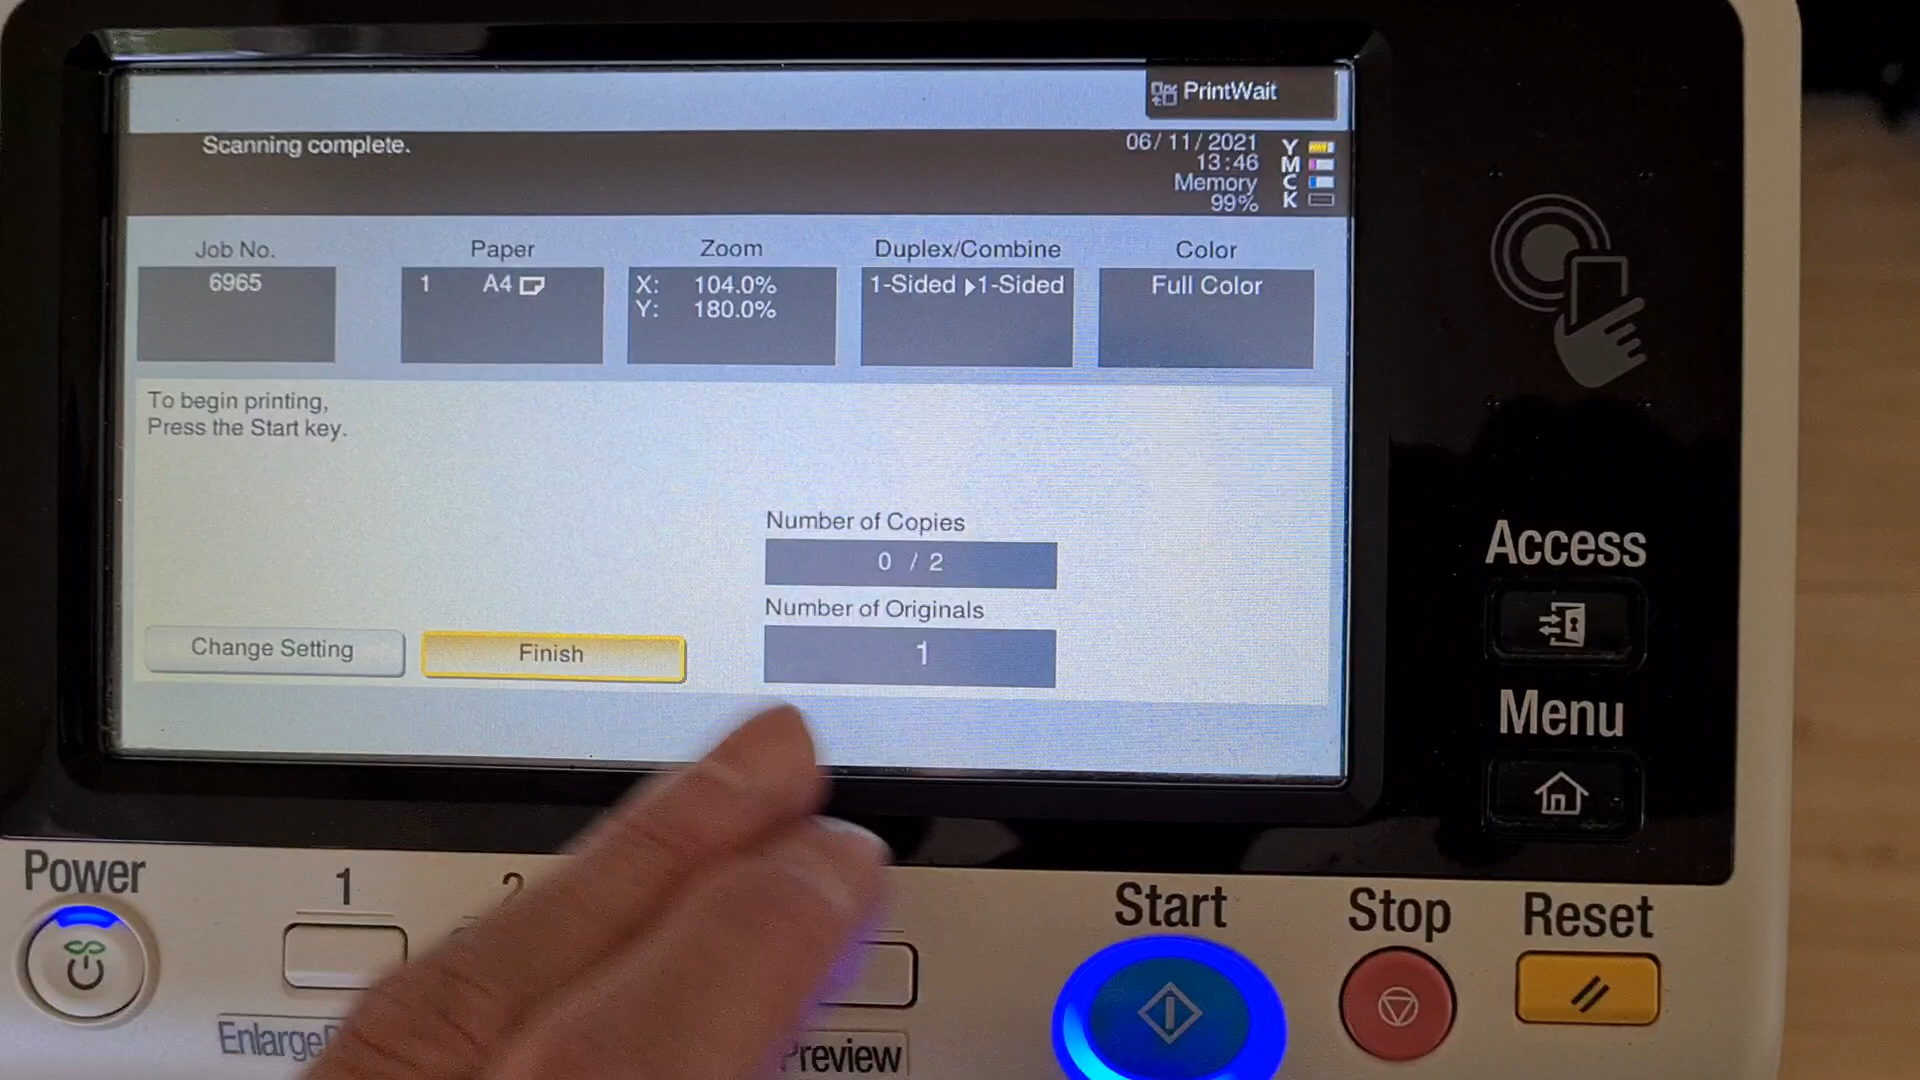 PrintWait
Scanning complete.
06/11/2021
13:46
Memory
99%
Y
M
C
K
Job No.
6965
Paper
1 A4
Zoom
X: 104.0%
Y: 180.0%
Duplex/Combine
1-Sided ▶1-Sided
Color
Full Color
To begin printing,
Press the Start key.
Number of Copies
0 / 2
Number of Originals
1
Change Setting
Finish
Access
Menu
Power
1
2
Start
Stop
Reset
Preview